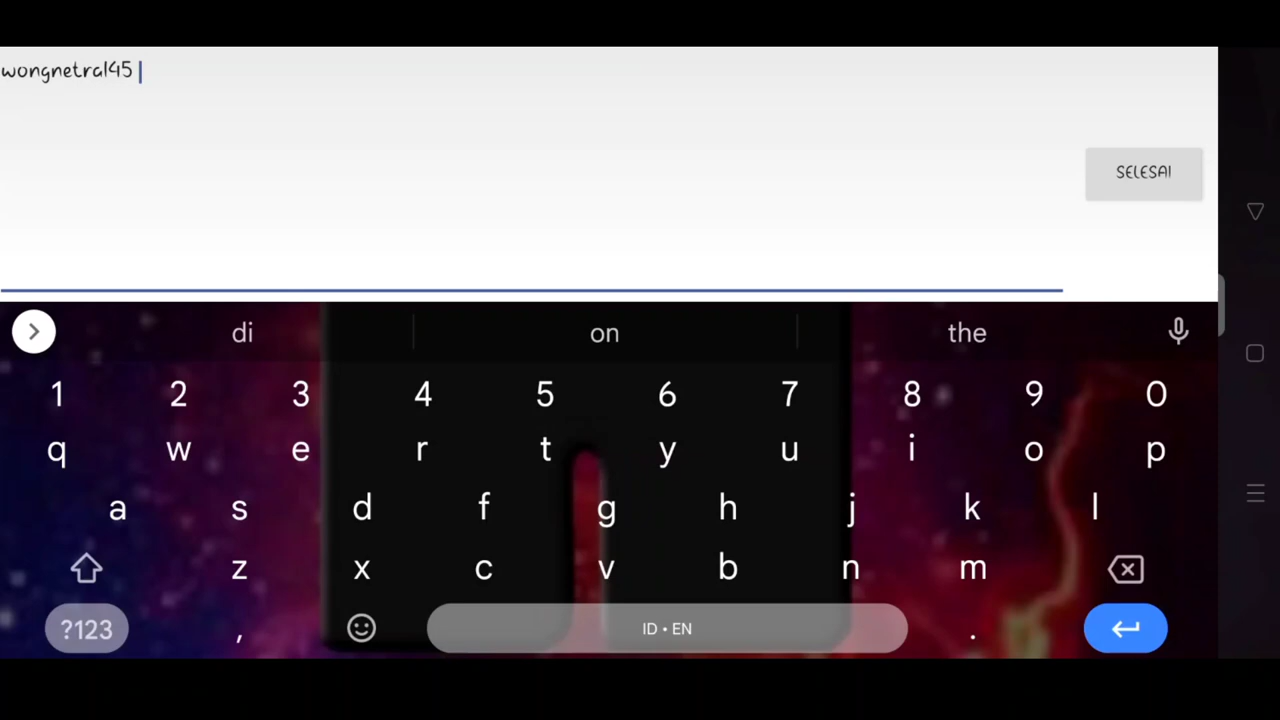 wongnetral45
SELESAI
di on the
1 2 3 4 5 6 7 8 9 0
q w e r t y u i o p
a s d f g h j k l
z x c v b n m
?123 , ID • EN .